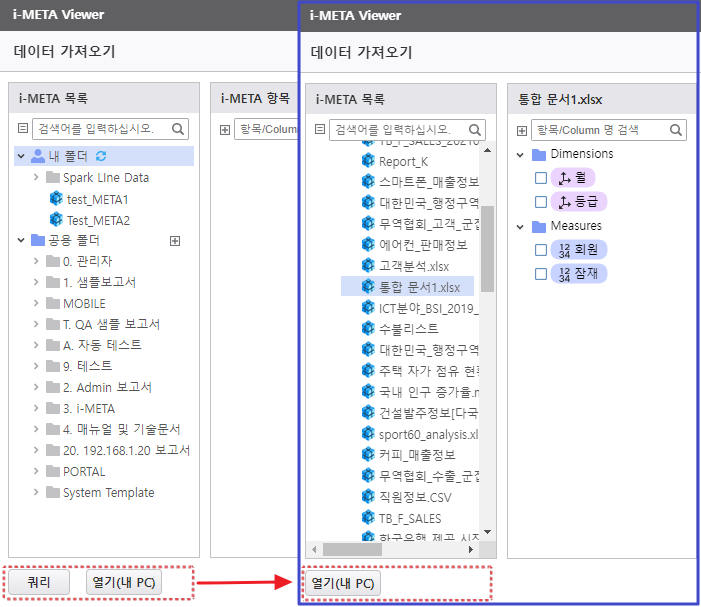 i-META Viewer
데이터 가져오기
i-META 목록
검색어를 입력하십시오.
내 폴더
Spark LIne Data
test_META1
Test_META2
공용 폴더
0. 관리자
1. 샘플보고서
MOBILE
T. QA 샘플 보고서
A. 자동 테스트
9. 테스트
2. Admin 보고서
3. i-META
4. 매뉴얼 및 기술문서
20. 192.168.1.20 보고서
PORTAL
System Template
쿼리 열기(내 PC)
i-META 항목
항목/Colum
i-META Viewer
데이터 가져오기
i-META 목록
검색어를 입력하십시오.
Report_K
스마트폰_매출정보
대한민국_행정구역
무역협회_고객_군집
에어컨_판매정보
고객분석.xlsx
통합 문서1.xlsx
ICT분야_BSI_2019_
수불리스트
대한민국_행정구역
주택 자가 점유 현황
국내 인구 증가율.m
건설발주정보[다국
sport60_analysis.xl
커피_매출정보
무역협회_수출_군집
직원정보.CSV
TB_F_SALES
한국은행 제공 시장
열기(내 PC)
통합 문서1.xlsx
항목/Column 명 검색
Dimensions
월
등급
Measures
12 34 회원
12 34 잠재